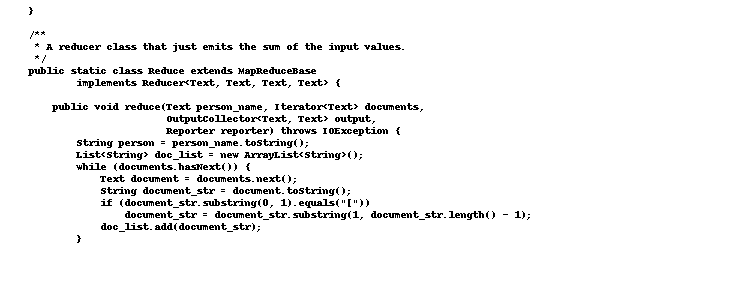 }
/**
 * A reducer class that just emits the sum of the input values.
 */
public static class Reduce extends MapReduceBase
        implements Reducer<Text, Text, Text, Text> {
    public void reduce(Text person_name, Iterator<Text> documents,
                       OutputCollector<Text, Text> output,
                       Reporter reporter) throws IOException {
        String person = person_name.toString();
        List<String> doc_list = new ArrayList<String>();
        while (documents.hasNext()) {
            Text document = documents.next();
            String document_str = document.toString();
            if (document_str.substring(0, 1).equals("["))
                document_str = document_str.substring(1, document_str.length() - 1);
            doc_list.add(document_str);
        }